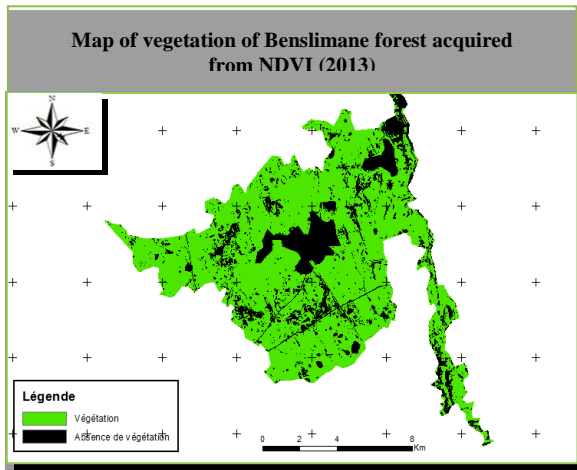 Map of vegetation of Benslimane forest acquired
from NDVI (2013)
N
W E
S
Légende
Végétation
Absence de végétation
0 2 4 8
Km